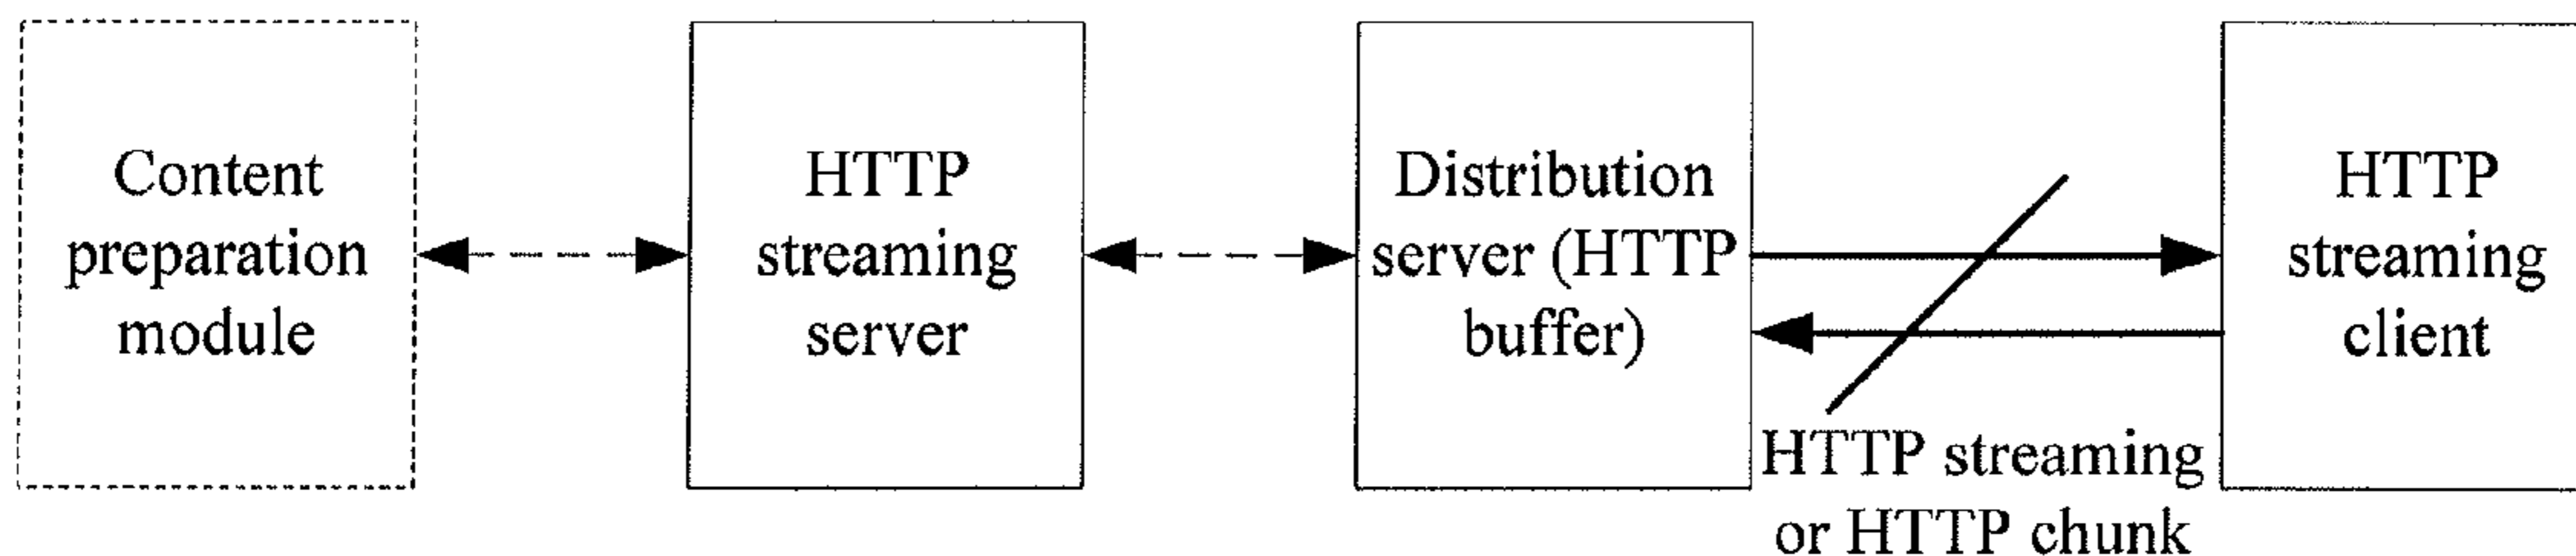 Content
preparation
module
HTTP
streaming
server
Distribution
server (HTTP
buffer)
HTTP streaming
or HTTP chunk
HTTP
streaming
client